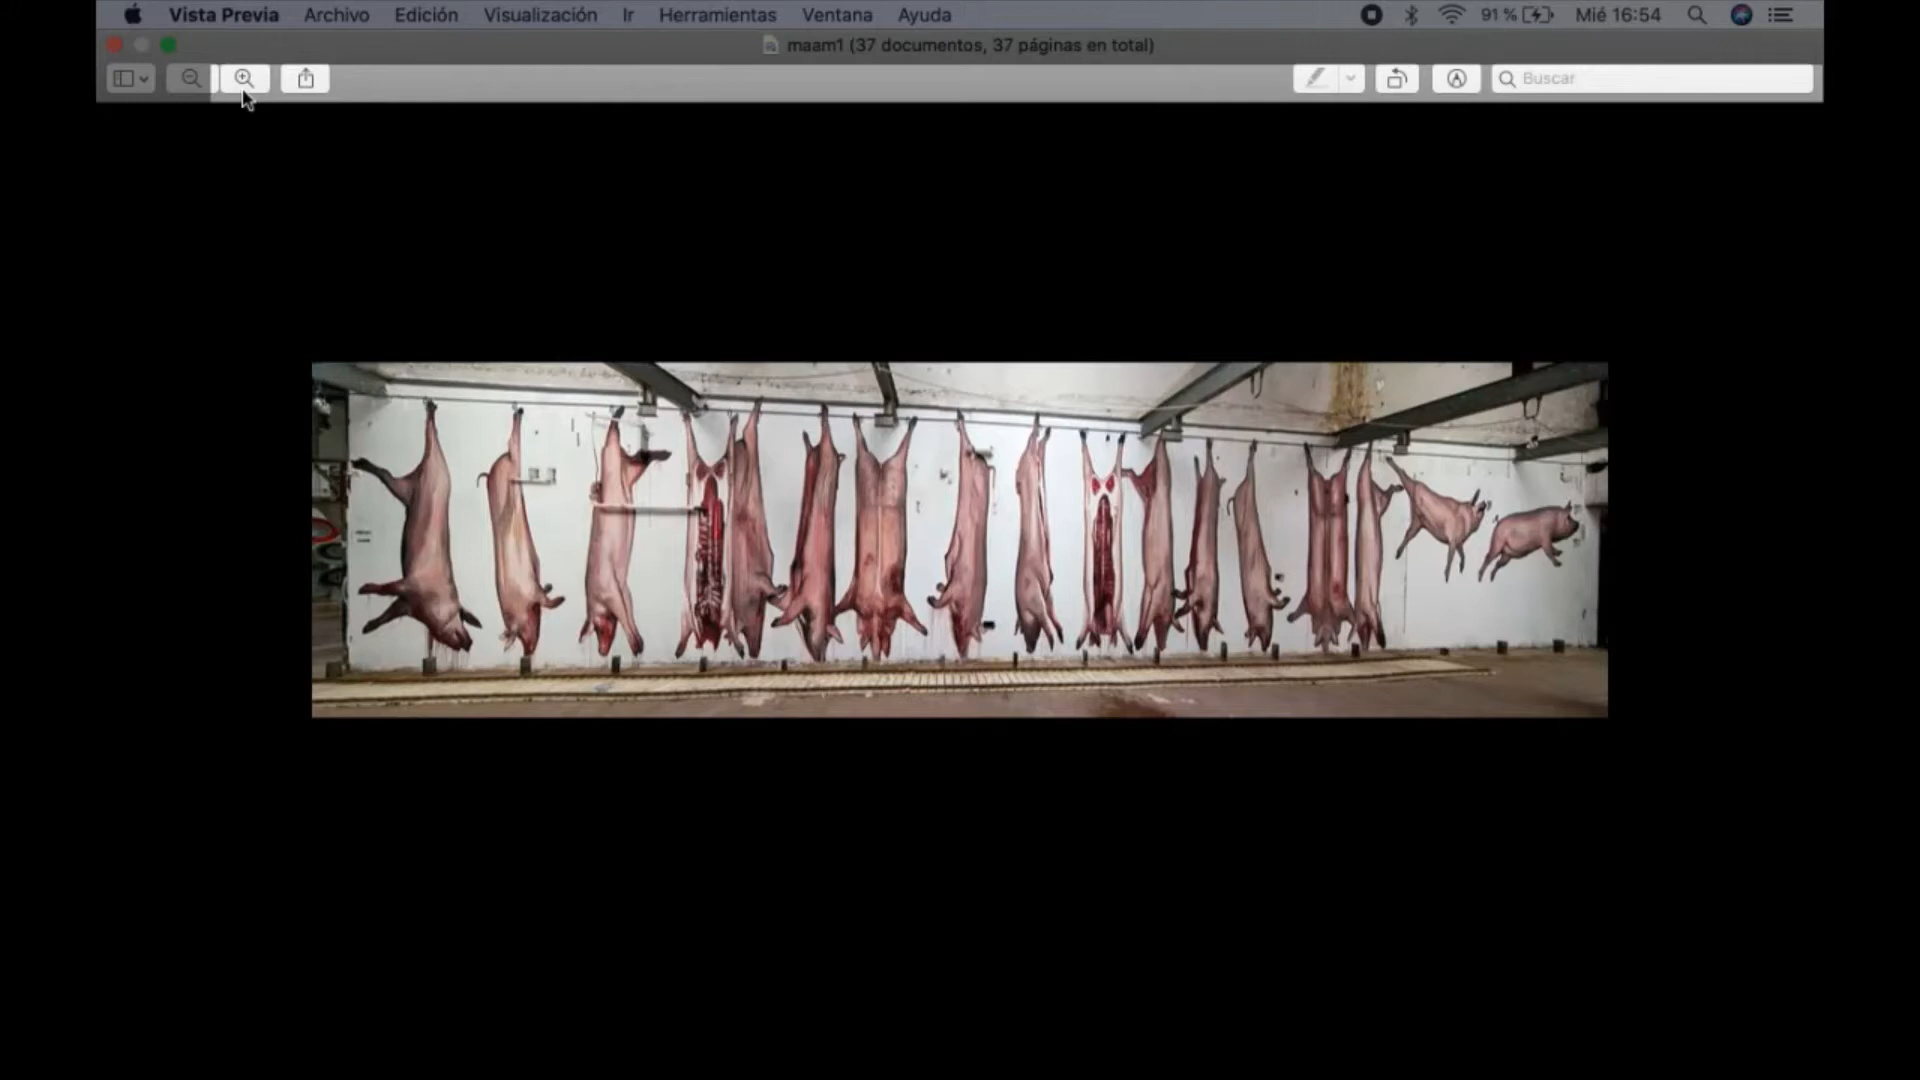 Vista Previa Archivo Edición Visualización Ir Herramientas Ventana Ayuda 91 % Mié 16:54
maam1 (37 documentos, 37 páginas en total)
Buscar